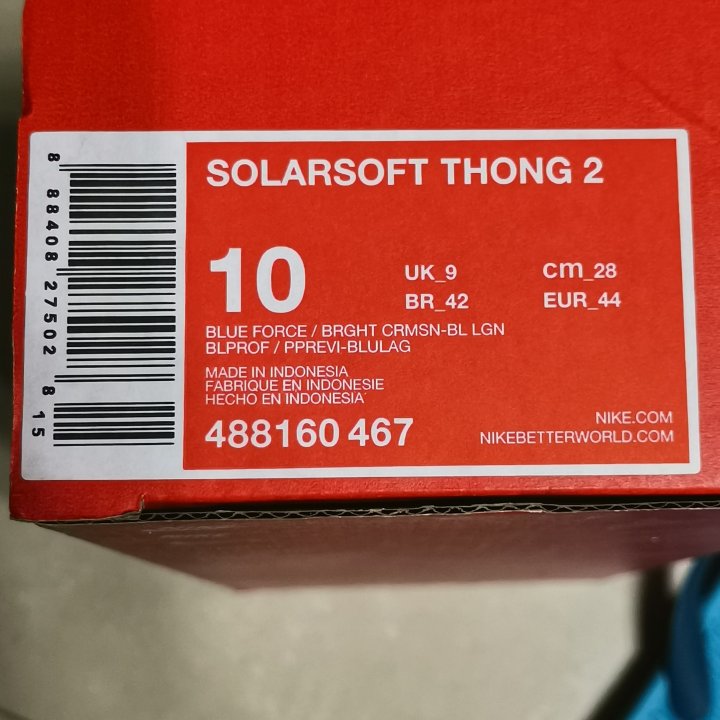 SOLARSOFT THONG 2
10
UK_9 cm_28
BR_42 EUR_44
BLUE FORCE / BRGHT CRMSN-BL LGN
BLPROF / PPREVI-BLULAG
MADE IN INDONESIA
FABRIQUE EN INDONESIE
HECHO EN INDONESIA
488160 467
NIKE.COM
NIKEBETTERWORLD.COM
8 88408 27502 8 15